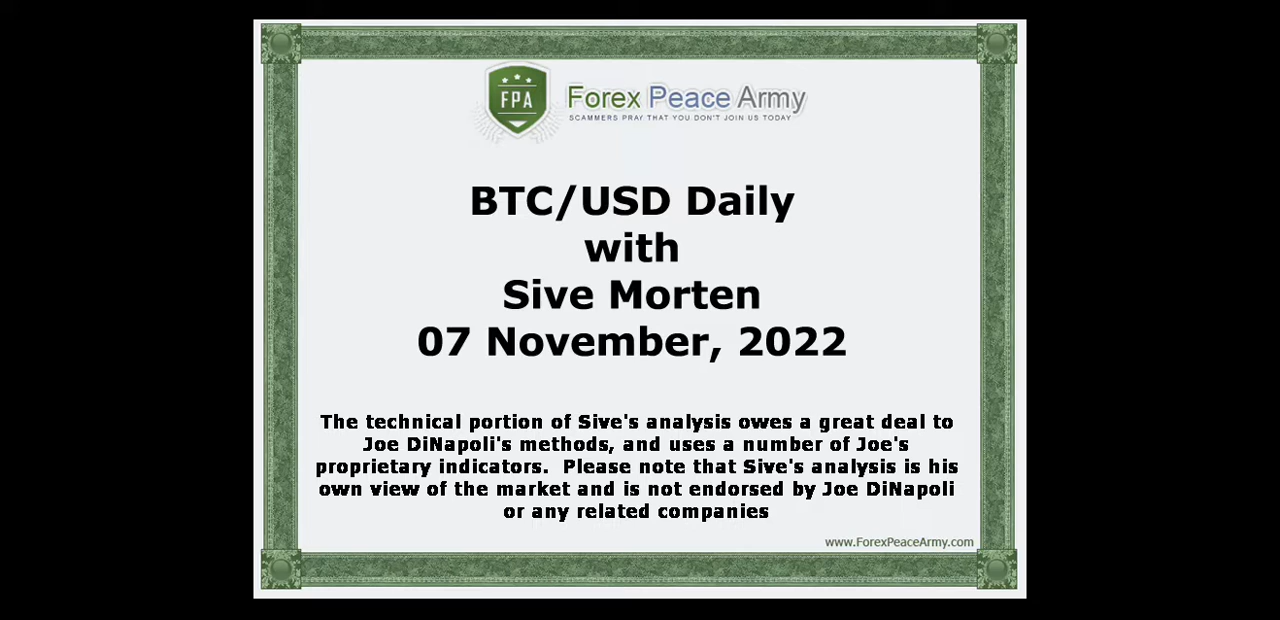 FPA
Forex Peace Army
SCAMMERS PRAY THAT YOU DON'T JOIN US TODAY
BTC/USD Daily
with
Sive Morten
07 November, 2022
The technical portion of Sive's analysis owes a great deal to
Joe DiNapoli's methods, and uses a number of Joe's
proprietary indicators.  Please note that Sive's analysis is his
own view of the market and is not endorsed by Joe DiNapoli
or any related companies
www.ForexPeaceArmy.com